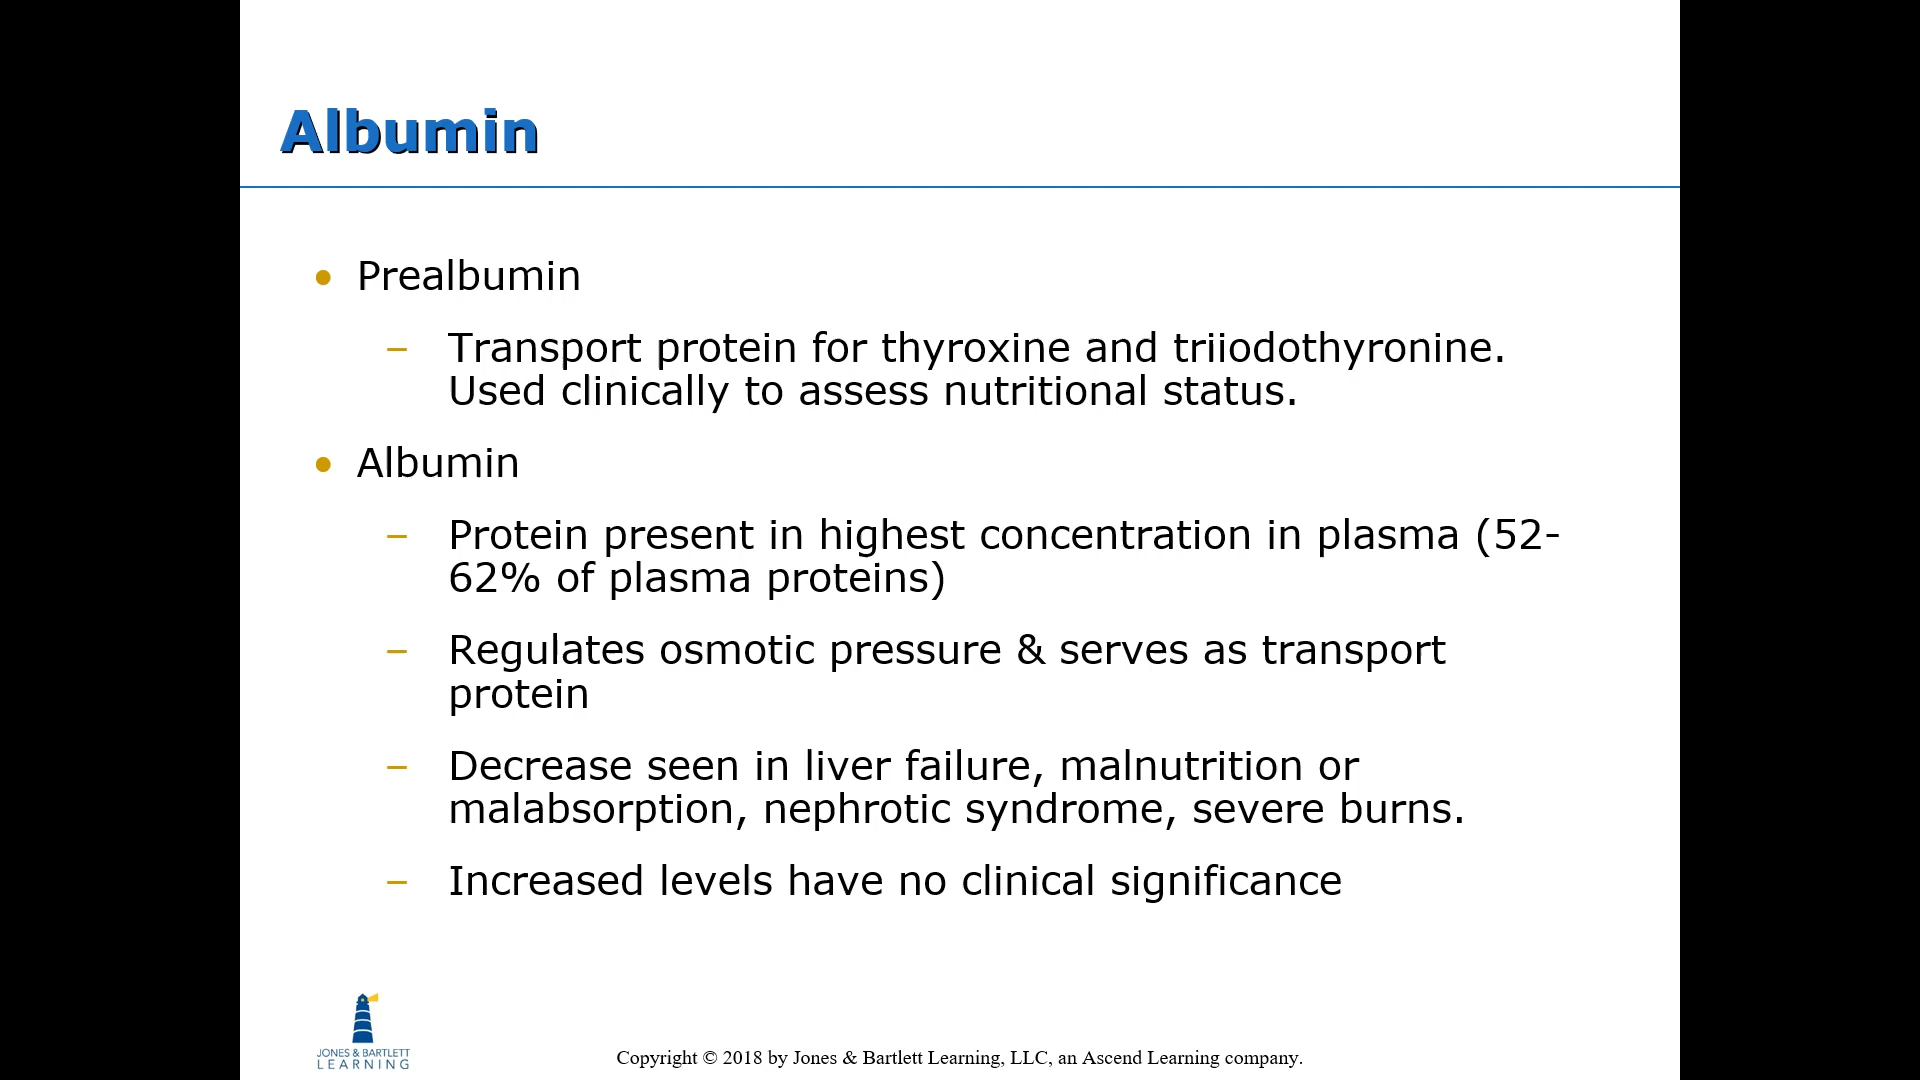 Albumin
• Prealbumin
– Transport protein for thyroxine and triiodothyronine.
Used clinically to assess nutritional status.
• Albumin
– Protein present in highest concentration in plasma (52-
62% of plasma proteins)
– Regulates osmotic pressure & serves as transport
protein
– Decrease seen in liver failure, malnutrition or
malabsorption, nephrotic syndrome, severe burns.
– Increased levels have no clinical significance
JONES & BARTLETT
LEARNING
Copyright © 2018 by Jones & Bartlett Learning, LLC, an Ascend Learning company.